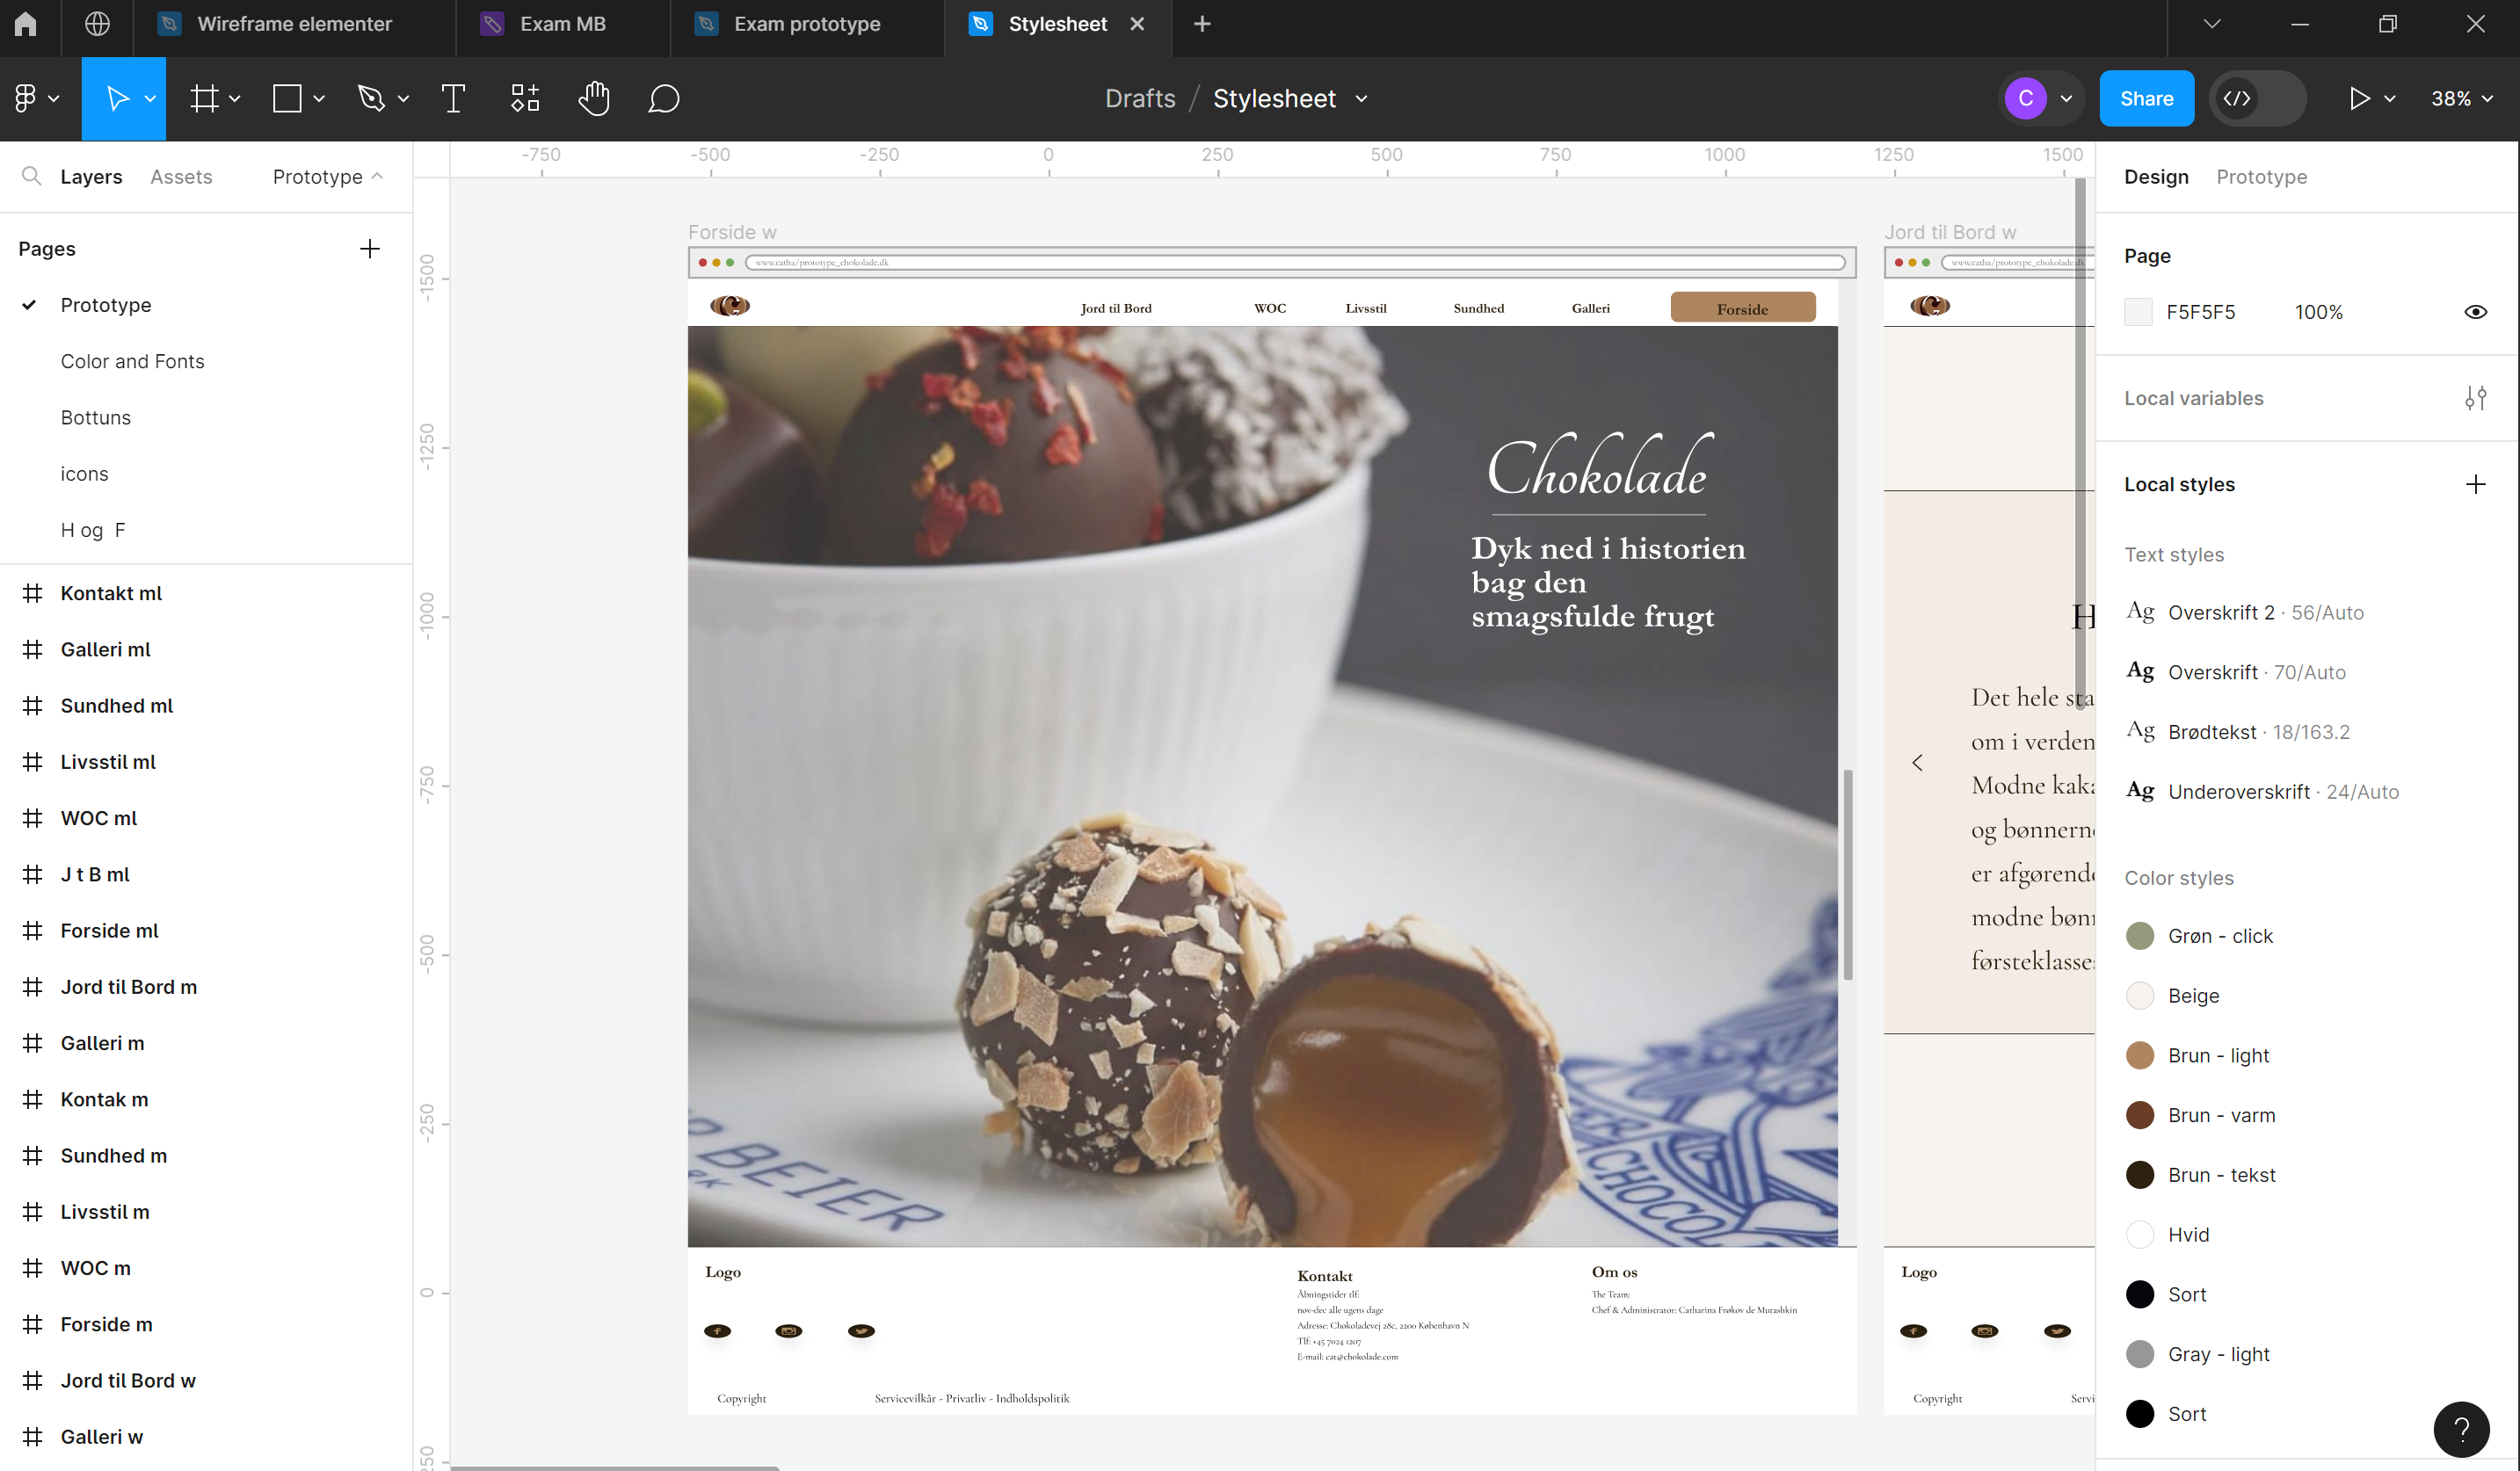 Wireframe elementer
Exam MB
Exam prototype
Stylesheet
Drafts / Stylesheet
C
Share
38%
Layers Assets Prototype
Pages
Prototype
Color and Fonts
Bottuns
icons
H og F
Kontakt ml
Galleri ml
Sundhed ml
Livsstil ml
WOC ml
J t B ml
Forside ml
Jord til Bord m
Galleri m
Kontak m
Sundhed m
Livsstil m
WOC m
Forside m
Jord til Bord w
Galleri w
-750 -500 -250 0 250 500 750 1000 1250 1500
-1500
-1250
-1000
-750
-500
-250
0
250
Forside w
www.catha/prototype_chokolade.dk
Jord til Bord WOC Livsstil Sundhed Galleri Forside
Chokolade
Dyk ned i historien
bag den
smagsfulde frugt
BEIER
CHOCO
Logo
Kontakt
Åbningstider tlf:
nov-dec alle ugens dage
Adresse: Chokoladevej 28c, 2200 København N
Tlf: +45 7024 1207
E-mail: cat@chokolade.com
Om os
The Team:
Chef & Administrator: Catharina Frøkov de Murashkin
Copyright
Servicevilkår - Privatliv - Indholdspolitik
Jord til Bord w
www.catha/prototype_chokolade.dk
H
Det hele sta
om i verden
Modne kaka
og bønnerne
er afgørende
modne bønn
førsteklasses
Logo
Copyright
Servi
Design Prototype
Page
F5F5F5 100%
Local variables
Local styles
Text styles
Ag Overskrift 2 · 56/Auto
Ag Overskrift · 70/Auto
Ag Brødtekst · 18/163.2
Ag Underoverskrift · 24/Auto
Color styles
Grøn - click
Beige
Brun - light
Brun - varm
Brun - tekst
Hvid
Sort
Gray - light
Sort
?